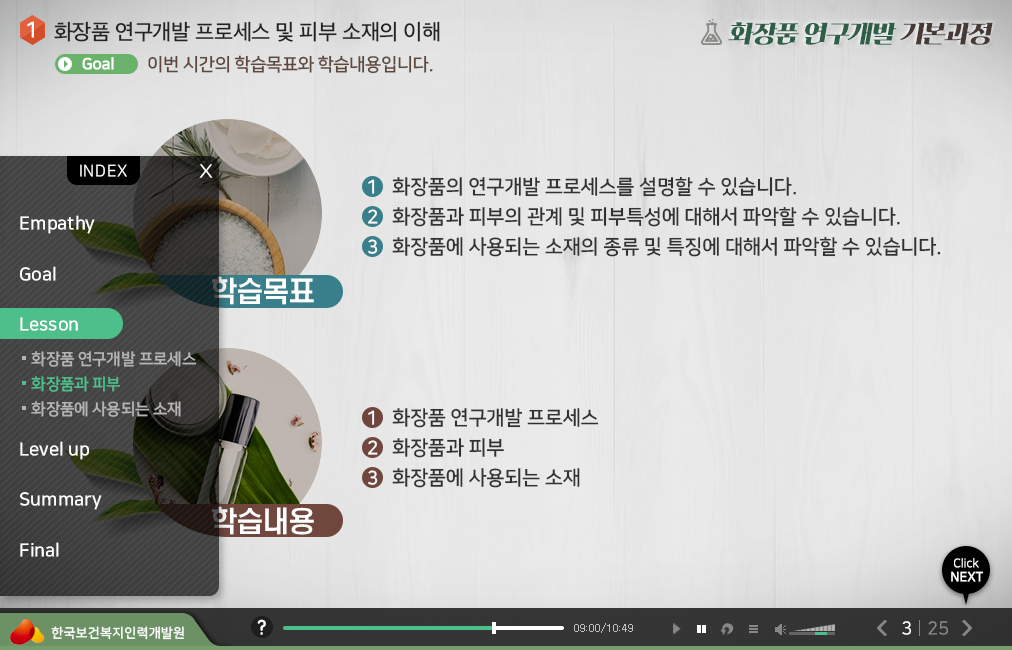 1 화장품 연구개발 프로세스 및 피부 소재의 이해
화장품 연구개발 기본과정
Goal 이번 시간의 학습목표와 학습내용입니다.
INDEX X
Empathy
Goal
Lesson
▪ 화장품 연구개발 프로세스
▪ 화장품과 피부
▪ 화장품에 사용되는 소재
Level up
Summary
Final
학습목표
1 화장품의 연구개발 프로세스를 설명할 수 있습니다.
2 화장품과 피부의 관계 및 피부특성에 대해서 파악할 수 있습니다.
3 화장품에 사용되는 소재의 종류 및 특징에 대해서 파악할 수 있습니다.
학습내용
1 화장품 연구개발 프로세스
2 화장품과 피부
3 화장품에 사용되는 소재
Click
NEXT
한국보건복지인력개발원
? 09:00/10:49 3 | 25